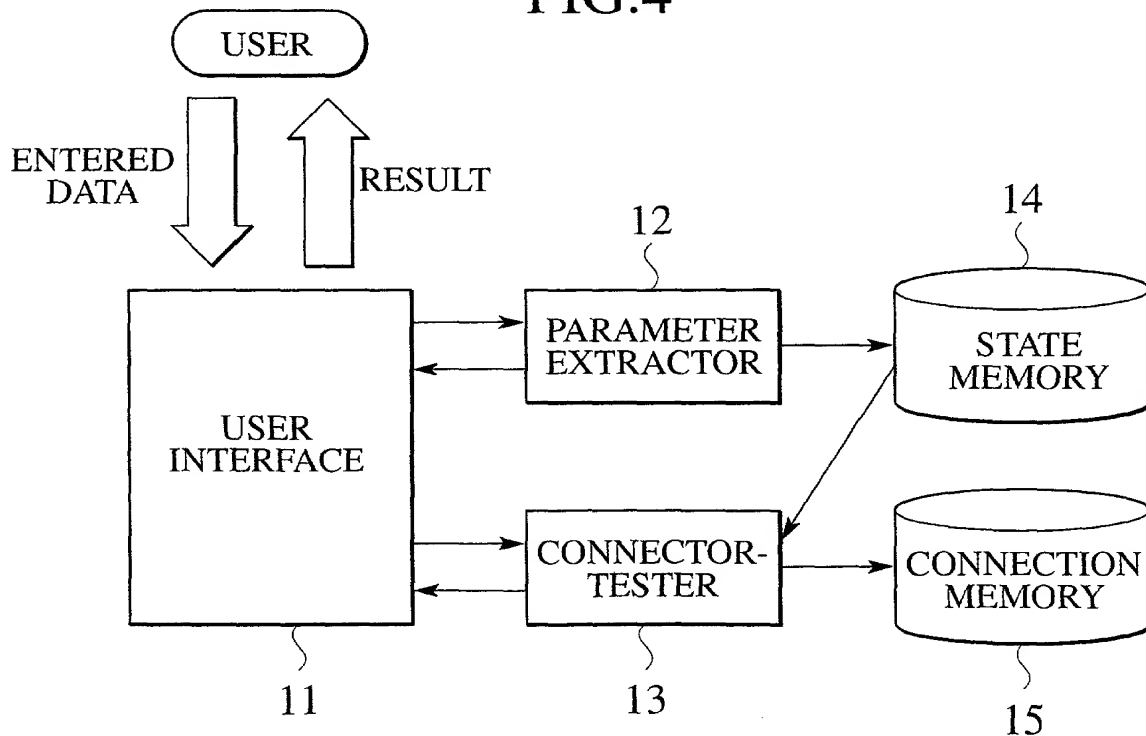 FIG.4
USER
ENTERED
DATA
RESULT
12
14
PARAMETER
EXTRACTOR
STATE
MEMORY
USER
INTERFACE
CONNECTOR-
TESTER
CONNECTION
MEMORY
11
13
15